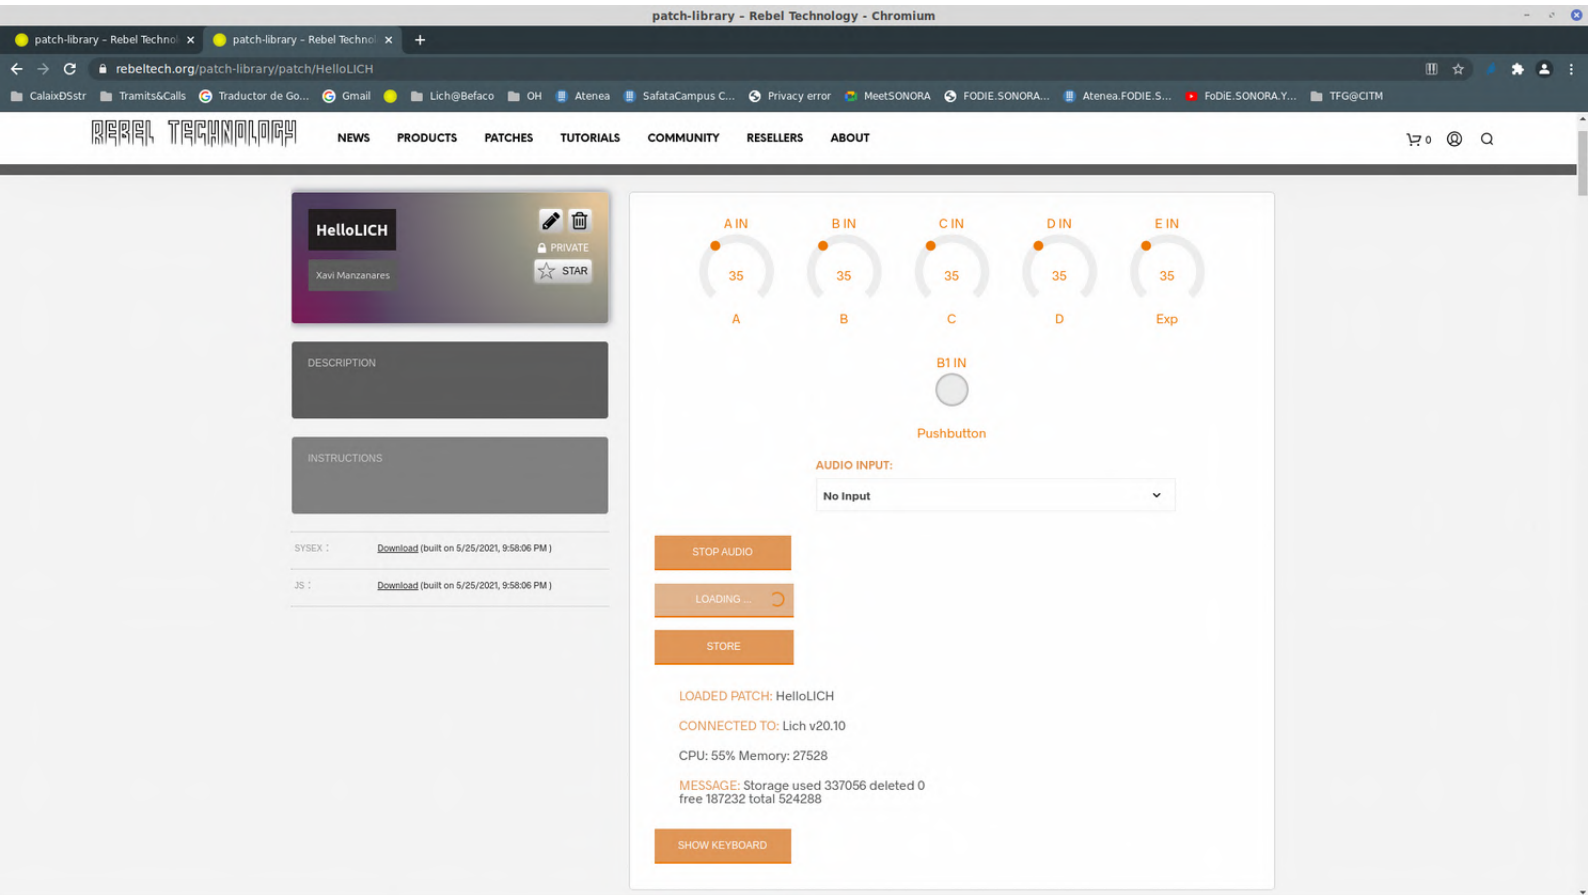 patch-library – Rebel Technology - Chromium
patch-library – Rebel Technol
patch-library – Rebel Technol
rebeltech.org/patch-library/patch/HelloLICH
CalaixÐSstr Tramits&Calls Traductor de Go... Gmail Lich@Befaco OH Atenea SafataCampus C... Privacy error MeetSONORA FODIE.SONORA... Atenea.FODIE.S... FoDiE.SONORA.Y... TFG@CITM
REBEL TECHNOLOGY NEWS PRODUCTS PATCHES TUTORIALS COMMUNITY RESELLERS ABOUT 0
HelloLICH
PRIVATE
Xavi Manzanares
STAR
DESCRIPTION
INSTRUCTIONS
SYSEX : Download (built on 5/25/2021, 9:58:06 PM )
JS : Download (built on 5/25/2021, 9:58:06 PM )
A IN B IN C IN D IN E IN
35 35 35 35 35
A B C D Exp
B1 IN
Pushbutton
AUDIO INPUT:
No Input
STOP AUDIO
LOADING ...
STORE
LOADED PATCH: HelloLICH
CONNECTED TO: Lich v20.10
CPU: 55% Memory: 27528
MESSAGE: Storage used 337056 deleted 0
free 187232 total 524288
SHOW KEYBOARD